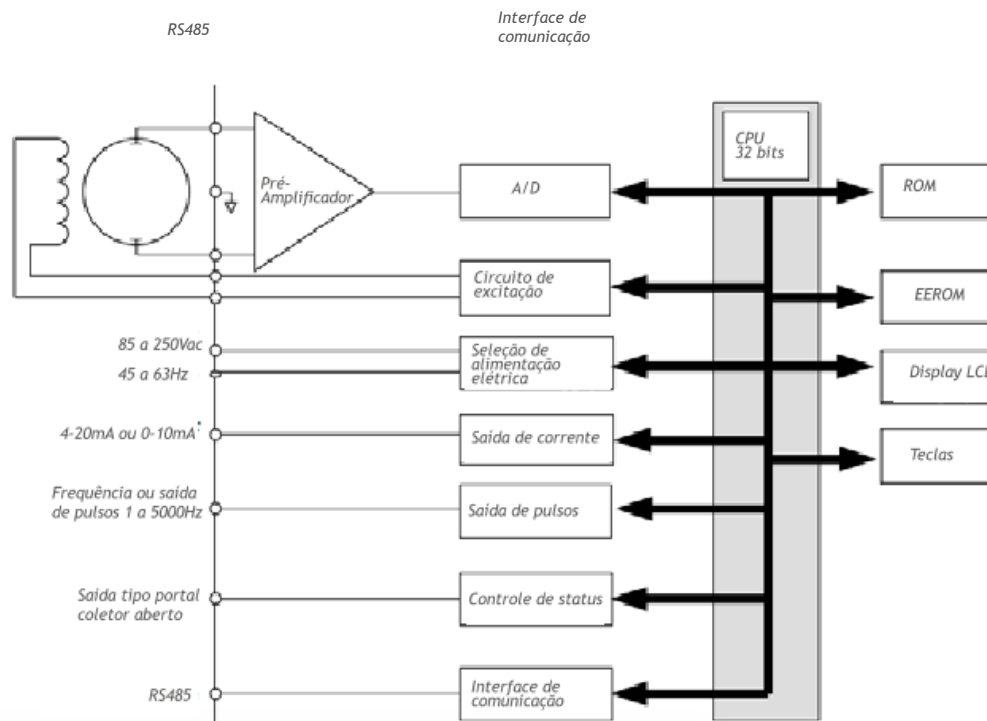 RS485
Interface de
comunicação
CPU
32 bits
Pré-
Amplificador
A/D
ROM
Circuito de
excitação
EEROM
85 a 250Vac
45 a 63Hz
Seleção de
alimentação
elétrica
Display LCD
4-20mA ou 0-10mA
Saída de corrente
Teclas
Frequência ou saída
de pulsos 1 a 5000Hz
Saída de pulsos
Saída tipo portal
coletor aberto
Controle de status
RS485
Interface de
comunicação